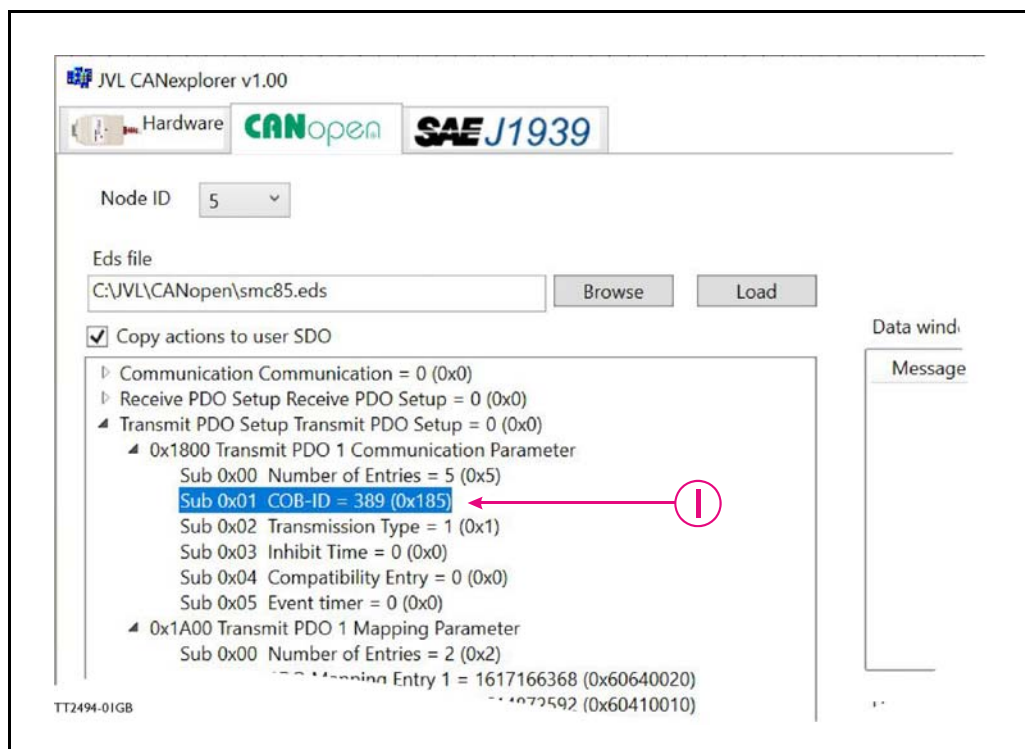 JVL CANexplorer v1.00
Hardware CANopen SAE J1939
Node ID 5
Eds file
C:\JVL\CANopen\smc85.eds Browse Load
Copy actions to user SDO
Data wind
Message
Communication Communication = 0 (0x0)
Receive PDO Setup Receive PDO Setup = 0 (0x0)
Transmit PDO Setup Transmit PDO Setup = 0 (0x0)
0x1800 Transmit PDO 1 Communication Parameter
Sub 0x00 Number of Entries = 5 (0x5)
Sub 0x01 COB-ID = 389 (0x185)
I
Sub 0x02 Transmission Type = 1 (0x1)
Sub 0x03 Inhibit Time = 0 (0x0)
Sub 0x04 Compatibility Entry = 0 (0x0)
Sub 0x05 Event timer = 0 (0x0)
0x1A00 Transmit PDO 1 Mapping Parameter
Sub 0x00 Number of Entries = 2 (0x2)
Mapping Entry 1 = 1617166368 (0x60640020)
(0x60410010)
TT2494-01GB